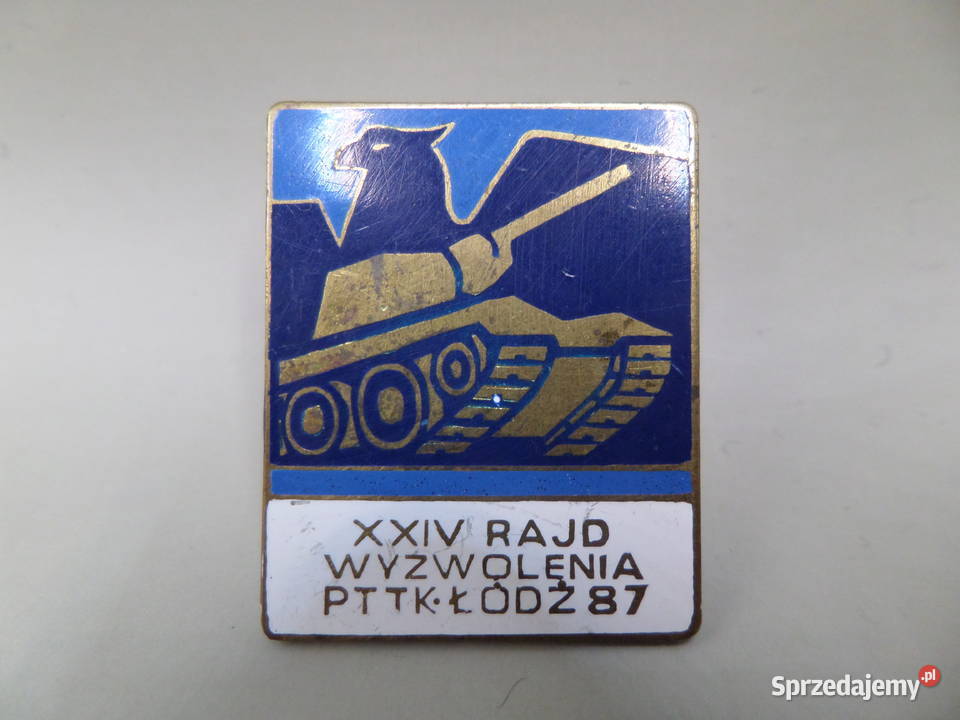 XXIV RAJD
WYZWOLENIA
PTTK·ŁÓDŹ 87
Sprzedajemy.pl